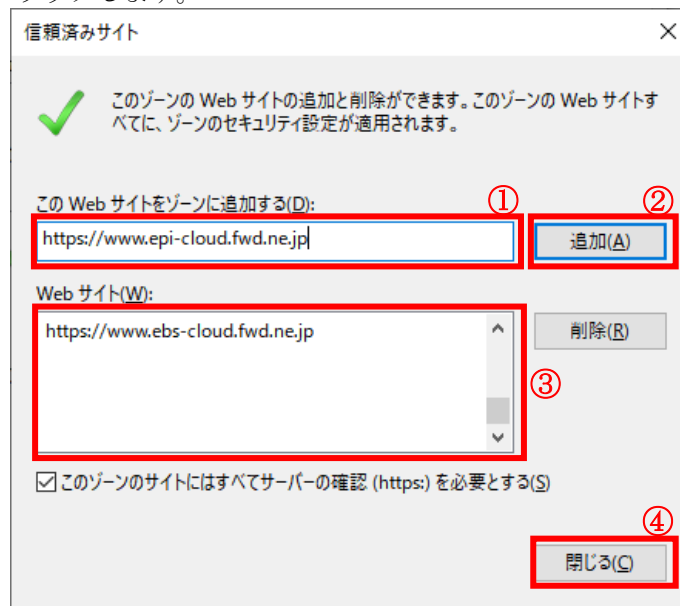 クリックします。
信頼済みサイト
このゾーンの Web サイトの追加と削除ができます。このゾーンの Web サイトす
べてに、ゾーンのセキュリティ設定が適用されます。
①
②
この Web サイトをゾーンに追加する(D):
https://www.epi-cloud.fwd.ne.jp
追加(A)
Web サイト(W):
https://www.ebs-cloud.fwd.ne.jp
削除(R)
③
このゾーンのサイトにはすべてサーバーの確認 (https:) を必要とする(S)
④
閉じる(C)